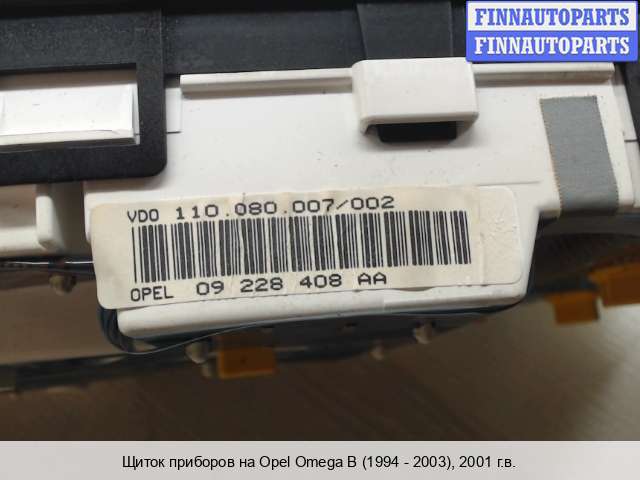 FINNAUTOPARTS
FINNAUTOPARTS
VDO 110.080.007/002
OPEL 09 228 408 AA
Щиток приборов на Opel Omega B (1994 - 2003), 2001 г.в.